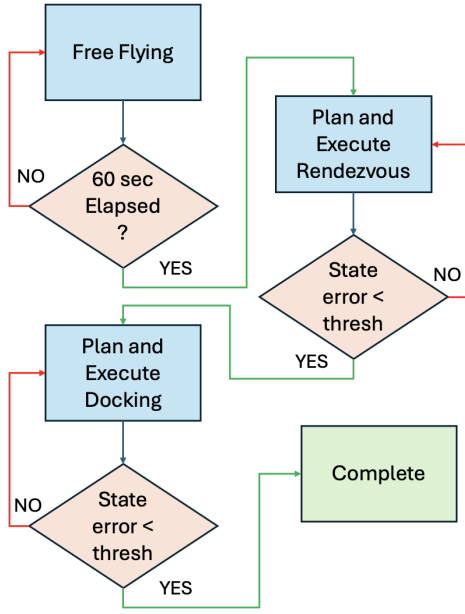 Free Flying
NO
60 sec
Elapsed
?
YES
Plan and
Execute
Rendezvous
State
error <
thresh
NO
YES
Plan and
Execute
Docking
NO
State
error <
thresh
YES
Complete